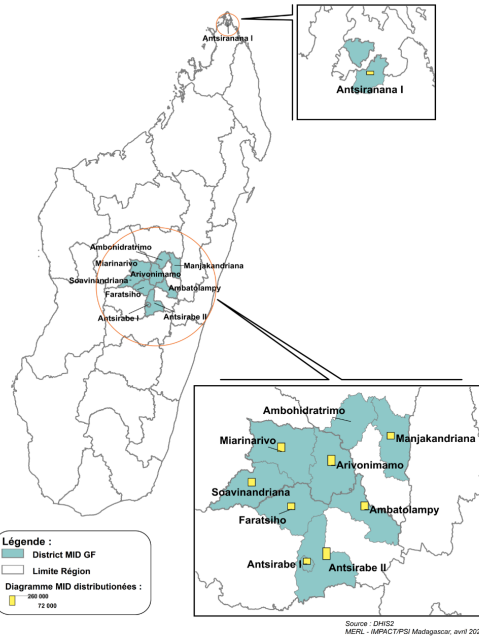 Antsiranana I
Antsiranana I
Ambohidratrimo
Miarinarivo
Manjakandriana
Arivonimamo
Soavinandriana
Ambatolampy
Faratsiho
Antsirabe I
Antsirabe II
Ambohidratrimo
Miarinarivo
Manjakandriana
Arivonimamo
Soavinandriana
Ambatolampy
Faratsiho
Antsirabe I
Antsirabe II
Légende :
District MID GF
Limite Région
Diagramme MID distributionées :
260 000
72 000
Source : DHIS2
MERL - IMPACT/PSI Madagascar, avril 202